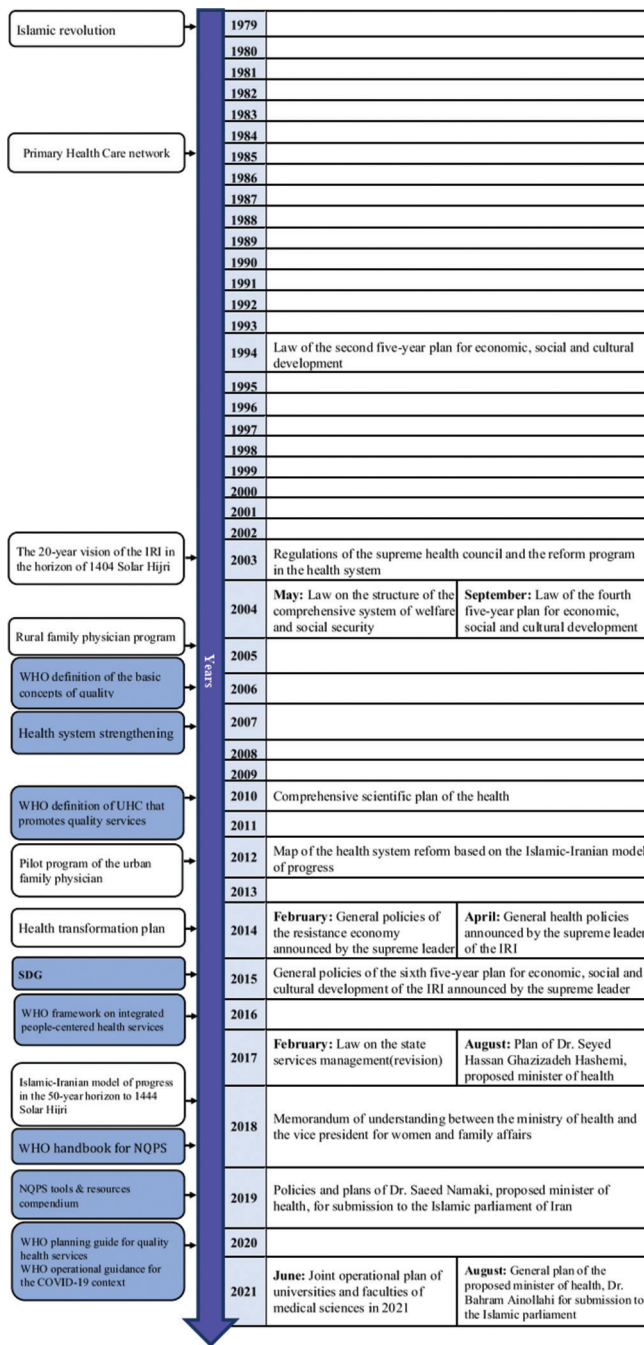 Islamic revolution
1979
1980
1981
1982
1983
1984
Primary Health Care network
1985
1986
1987
1988
1989
1990
1991
1992
1993
1994
Law of the second five-year plan for economic, social and cultural
development
1995
1996
1997
1998
1999
2000
2001
2002
The 20-year vision of the IRI in
the horizon of 1404 Solar Hijri
2003
Regulations of the supreme health council and the reform program
in the health system
2004
May: Law on the structure of the
comprehensive system of welfare
and social security
September: Law of the fourth
five-year plan for economic,
social and cultural development
Rural family physician program
2005
Years
WHO definition of the basic
concepts of quality
2006
Health system strengthening
2007
2008
2009
WHO definition of UHC that
promotes quality services
2010
Comprehensive scientific plan of the health
2011
Pilot program of the urban
family physician
2012
Map of the health system reform based on the Islamic-Iranian model
of progress
2013
Health transformation plan
2014
February: General policies of
the resistance economy
announced by the supreme leader
April: General health policies
announced by the supreme leader
of the IRI
SDG
2015
General policies of the sixth five-year plan for economic, social and
cultural development of the IRI announced by the supreme leader
WHO framework on integrated
people-centered health services
2016
2017
February: Law on the state
services management(revision)
August: Plan of Dr. Seyed
Hassan Ghazizadeh Hashemi,
proposed minister of health
Islamic-Iranian model of progress
in the 50-year horizon to 1444
Solar Hijri
2018
Memorandum of understanding between the ministry of health and
the vice president for women and family affairs
WHO handbook for NQPS
NQPS tools & resources
compendium
2019
Policies and plans of Dr. Saeed Namaki, proposed minister of
health, for submission to the Islamic parliament of Iran
WHO planning guide for quality
health services
WHO operational guidance for
the COVID-19 context
2020
2021
June: Joint operational plan of
universities and faculties of
medical sciences in 2021
August: General plan of the
proposed minister of health, Dr.
Bahram Ainollahi for submission to
the Islamic parliament